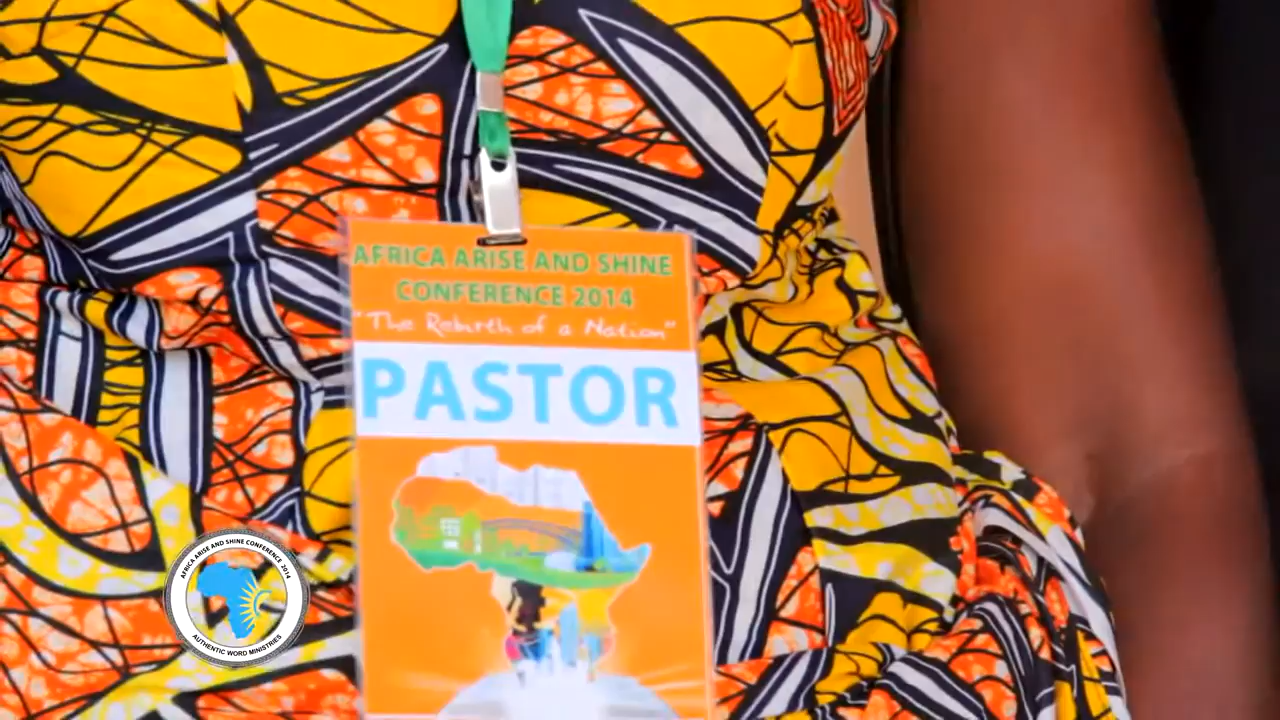 AFRICA ARISE AND SHINE
CONFERENCE 2014
"The Rebirth of a Nation"
PASTOR
AFRICA ARISE AND SHINE CONFERENCE 2014
AUTHENTIC WORD MINISTRIES